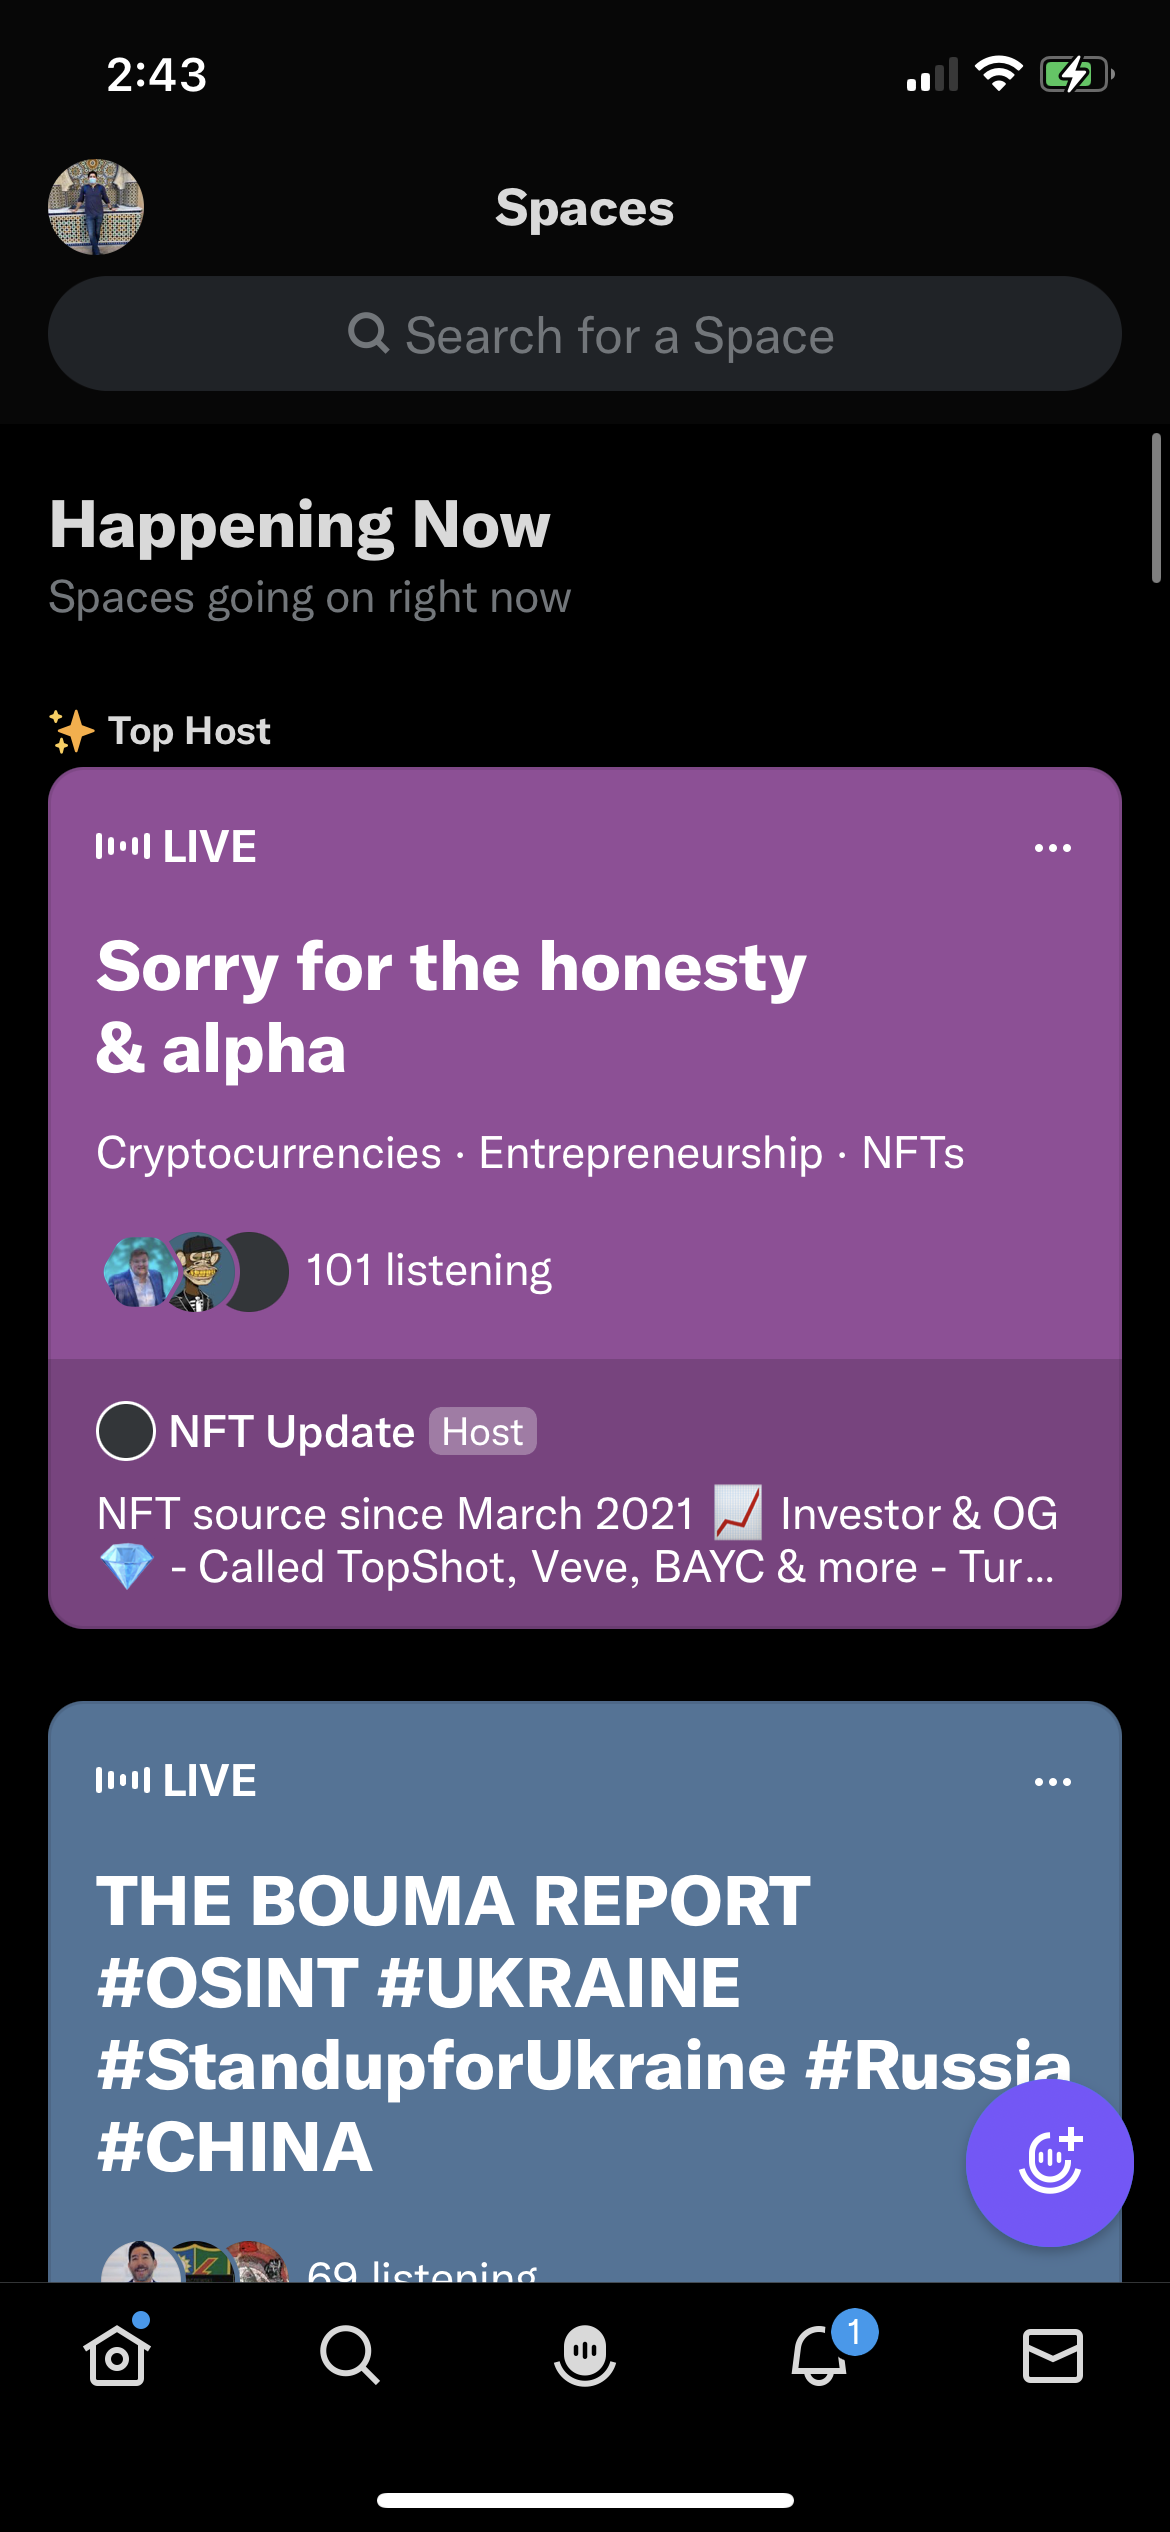 2:43
Spaces
Search for a Space
Happening Now
Spaces going on right now
✨ Top Host
LIVE
Sorry for the honesty
& alpha
Cryptocurrencies · Entrepreneurship · NFTs
101 listening
NFT Update Host
NFT source since March 2021 📈 Investor & OG
💎 - Called TopShot, Veve, BAYC & more - Tur...
LIVE
THE BOUMA REPORT
#OSINT #UKRAINE
#StandupforUkraine #Russia
#CHINA
69 listening
1